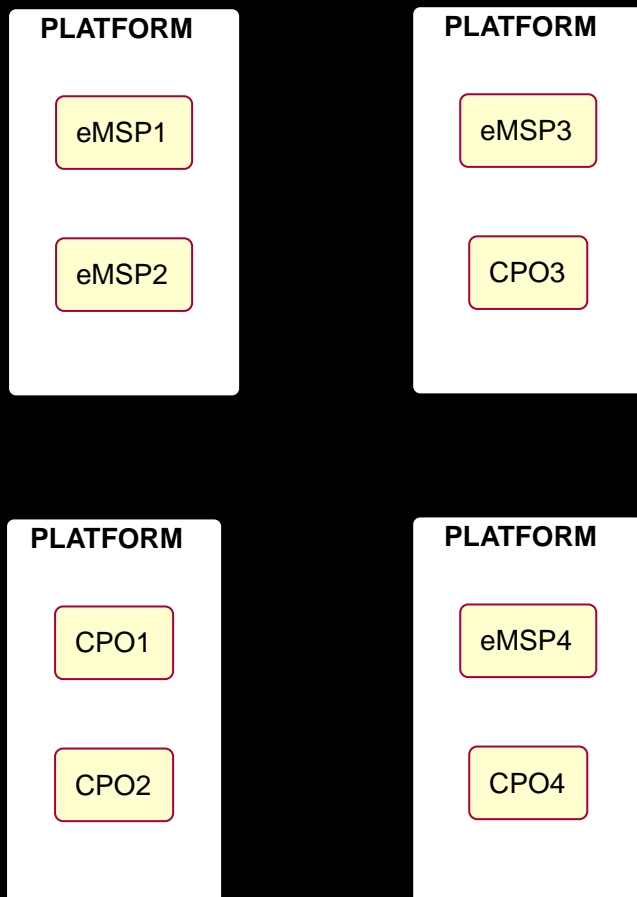 PLATFORM
eMSP1
eMSP2
PLATFORM
eMSP3
CPO3
PLATFORM
CPO1
CPO2
PLATFORM
eMSP4
CPO4